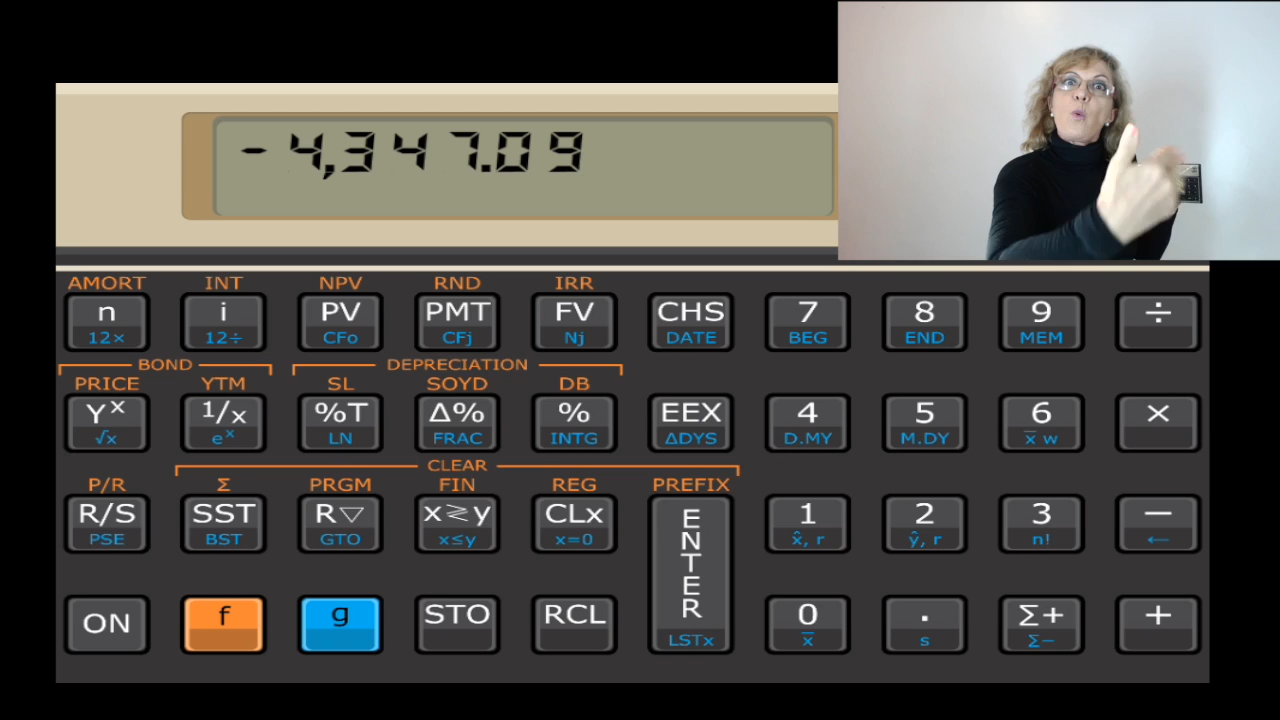 -4,347.09
AMORT INT NPV RND IRR
n i PV PMT FV CHS 7 8 9 ÷
12× 12÷ CFo CFj Nj DATE BEG END MEM
BOND DEPRECIATION
PRICE YTM SL SOYD DB
Yˣ 1/x %T Δ% % EEX 4 5 6 ×
√x eˣ LN FRAC INTG ΔDYS D.MY M.DY x̅ w
CLEAR
P/R Σ PRGM FIN REG PREFIX
R/S SST R▽ x≷y CLx ENTER 1 2 3 −
PSE BST GTO x≤y x=0 x̂, r ŷ, r n! ←
ON f g STO RCL 0 . Σ+ +
LSTx x̅ s Σ−